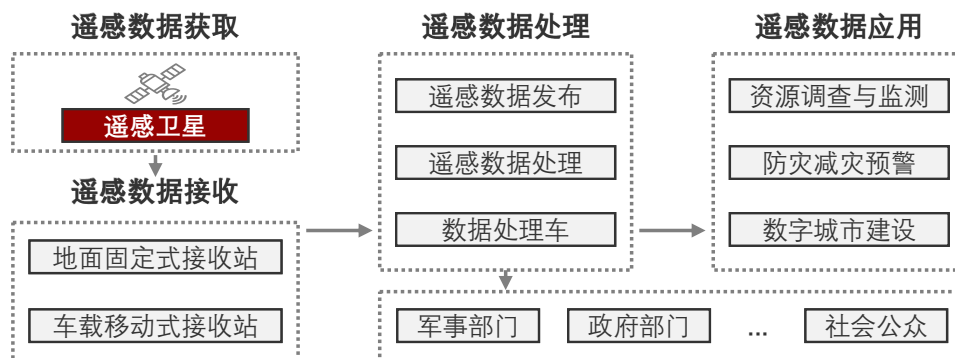 遥感数据获取
遥感卫星
遥感数据接收
地面固定式接收站
车载移动式接收站
遥感数据处理
遥感数据发布
遥感数据处理
数据处理车
遥感数据应用
资源调查与监测
防灾减灾预警
数字城市建设
军事部门
政府部门
...
社会公众